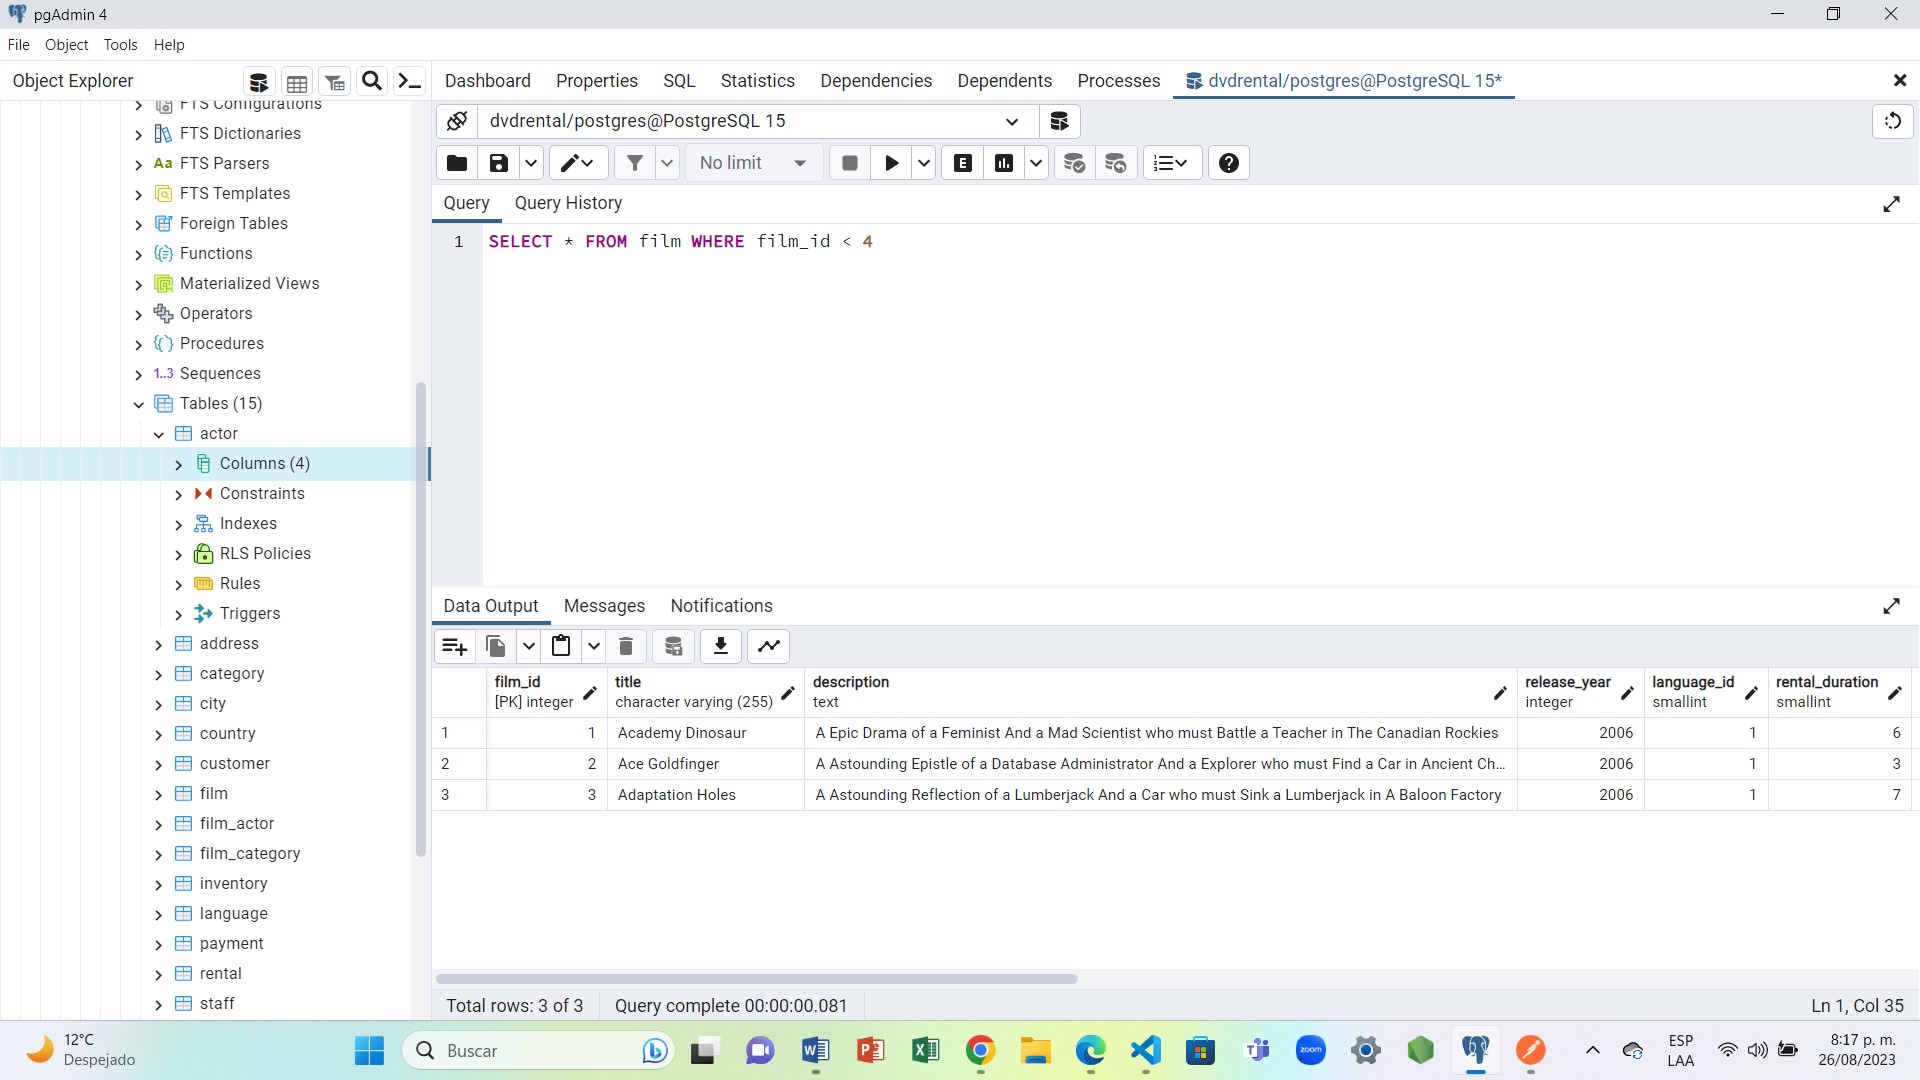 pgAdmin 4
File Object Tools Help
Object Explorer
Dashboard Properties SQL Statistics Dependencies Dependents Processes dvdrental/postgres@PostgreSQL 15*
FTS Configurations
FTS Dictionaries
Aa FTS Parsers
FTS Templates
Foreign Tables
Functions
Materialized Views
Operators
Procedures
1..3 Sequences
Tables (15)
actor
Columns (4)
Constraints
Indexes
RLS Policies
Rules
Triggers
address
category
city
country
customer
film
film_actor
film_category
inventory
language
payment
rental
staff
dvdrental/postgres@PostgreSQL 15
No limit
E
Query Query History
1 SELECT * FROM film WHERE film_id < 4
Data Output Messages Notifications
film_id title description release_year language_id rental_duration
[PK] integer character varying (255) text integer smallint smallint
1 1 Academy Dinosaur A Epic Drama of a Feminist And a Mad Scientist who must Battle a Teacher in The Canadian Rockies 2006 1 6
2 2 Ace Goldfinger A Astounding Epistle of a Database Administrator And a Explorer who must Find a Car in Ancient Ch... 2006 1 3
3 3 Adaptation Holes A Astounding Reflection of a Lumberjack And a Car who must Sink a Lumberjack in A Baloon Factory 2006 1 7
Total rows: 3 of 3 Query complete 00:00:00.081 Ln 1, Col 35
12°C
Despejado
Buscar
zoom
ESP
LAA
8:17 p. m.
26/08/2023